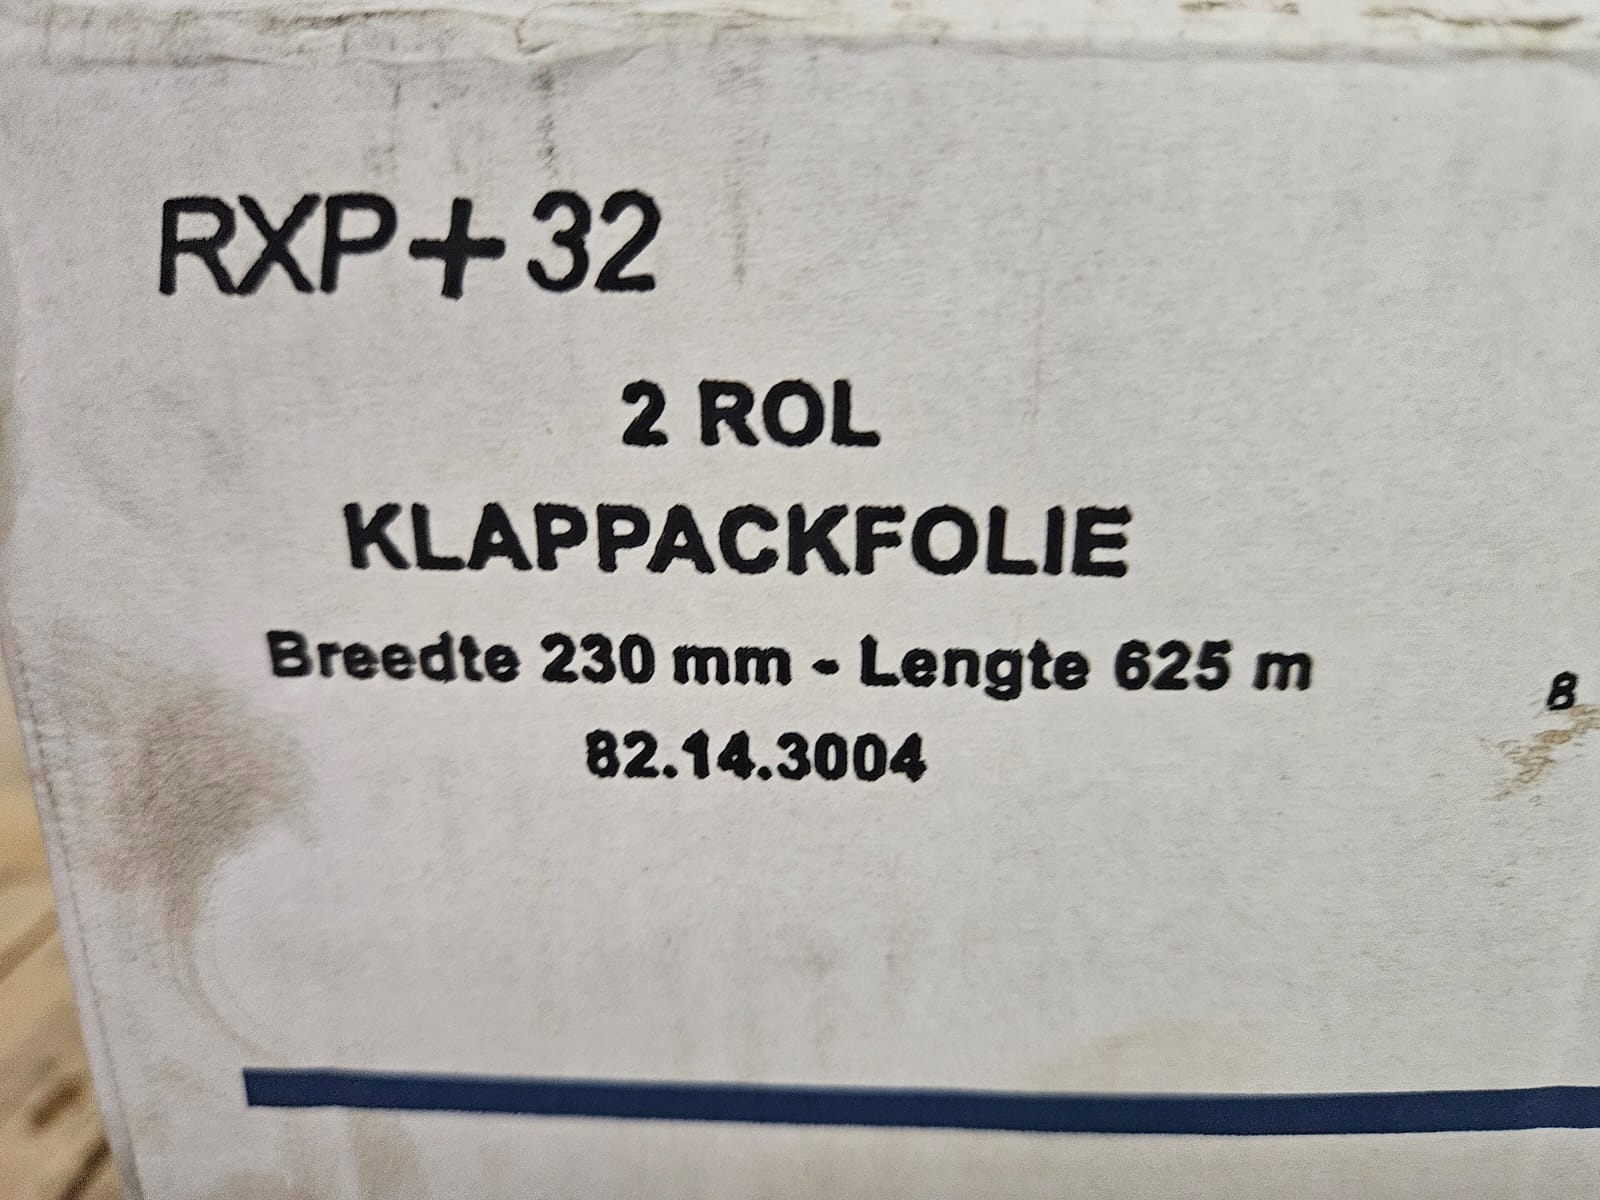 RXP+32
2 ROL
KLAPPACKFOLIE
Breedte 230 mm - Lengte 625 m
82.14.3004
8